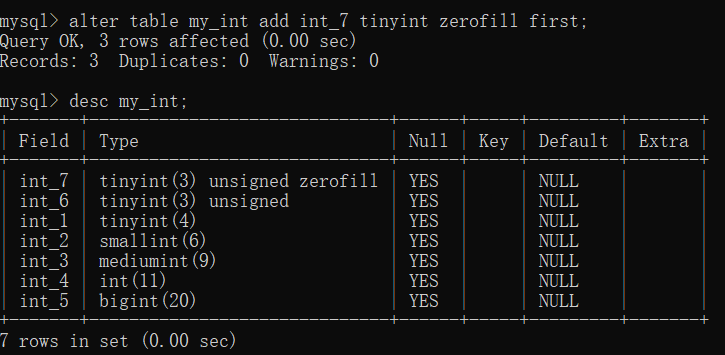 mysql> alter table my_int add int_7 tinyint zerofill first;
Query OK, 3 rows affected (0.00 sec)
Records: 3  Duplicates: 0  Warnings: 0
mysql> desc my_int;
+-------+------------------------------+------+-----+---------+-------+
| Field | Type                         | Null | Key | Default | Extra |
+-------+------------------------------+------+-----+---------+-------+
| int_7 | tinyint(3) unsigned zerofill | YES  |     | NULL    |       |
| int_6 | tinyint(3) unsigned          | YES  |     | NULL    |       |
| int_1 | tinyint(4)                   | YES  |     | NULL    |       |
| int_2 | smallint(6)                  | YES  |     | NULL    |       |
| int_3 | mediumint(9)                 | YES  |     | NULL    |       |
| int_4 | int(11)                      | YES  |     | NULL    |       |
| int_5 | bigint(20)                   | YES  |     | NULL    |       |
+-------+------------------------------+------+-----+---------+-------+
7 rows in set (0.00 sec)